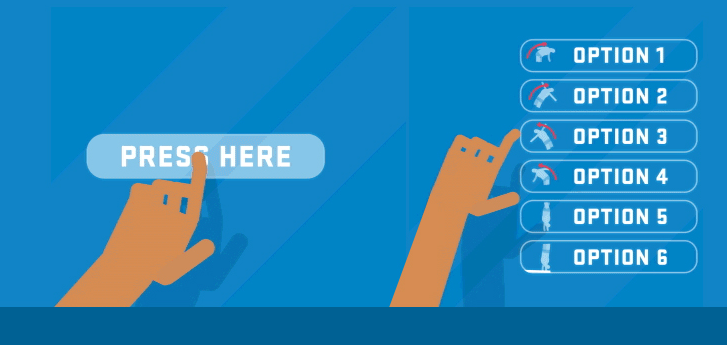 PRESS HERE
OPTION 1
OPTION 2
OPTION 3
OPTION 4
OPTION 5
OPTION 6